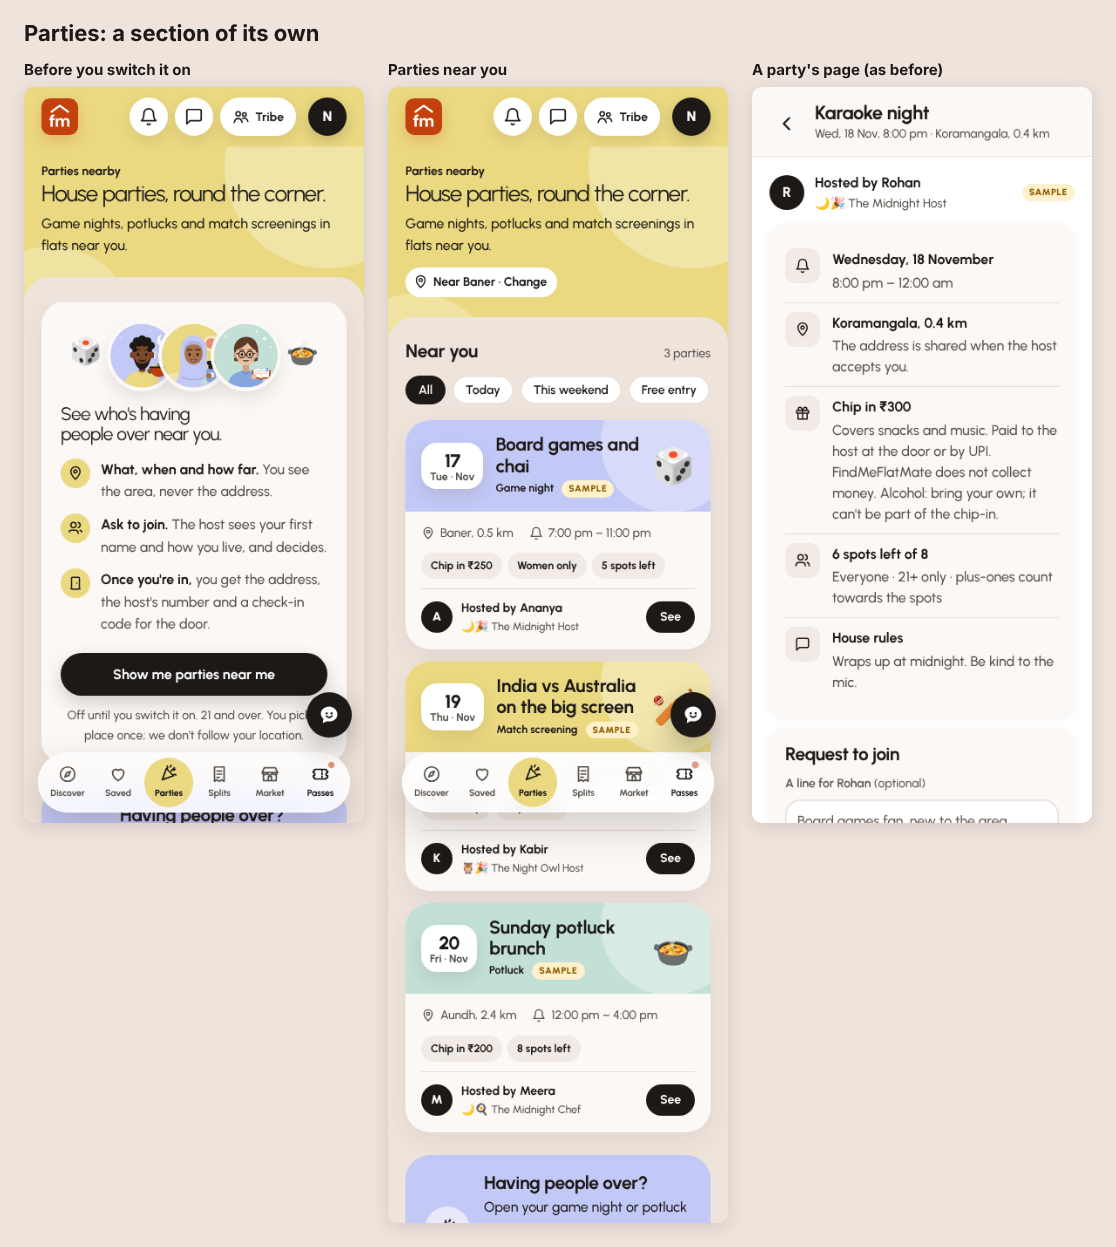 Parties: a section of its own
Before you switch it on
fm
Tribe
N
Parties nearby
House parties, round the corner.
Game nights, potlucks and match screenings in
flats near you.
See who's having
people over near you.
What, when and how far. You see
the area, never the address.
Ask to join. The host sees your first
name and how you live, and decides.
Once you're in, you get the address,
the host's number and a check-in
code for the door.
Show me parties near me
Off until you switch it on. 21 and over. You
place once; we don't follow your location.
Discover
Saved
Parties
Splits
Market
Passes
Having people over?
Parties near you
fm
Tribe
N
Parties nearby
House parties, round the corner.
Game nights, potlucks and match screenings in
flats near you.
Near Baner · Change
Near you
3 parties
All
Today
This weekend
Free entry
17
Tue · Nov
Board games and
chai
Game night
SAMPLE
Baner, 0.5 km
7:00 pm – 11:00 pm
Chip in ₹250
Women only
5 spots left
A
Hosted by Ananya
The Midnight Host
See
19
Thu · Nov
India vs Australia
on the big screen
Match screening
SAMPLE
Discover
Saved
Parties
Splits
Market
Passes
K
Hosted by Kabir
The Night Owl Host
See
20
Fri · Nov
Sunday potluck
brunch
Potluck
SAMPLE
Aundh, 2.4 km
12:00 pm – 4:00 pm
Chip in ₹200
8 spots left
M
Hosted by Meera
The Midnight Chef
See
Having people over?
Open your game night or potluck
A party's page (as before)
Karaoke night
Wed, 18 Nov, 8:00 pm · Koramangala, 0.4 km
R
Hosted by Rohan
The Midnight Host
SAMPLE
Wednesday, 18 November
8:00 pm – 12:00 am
Koramangala, 0.4 km
The address is shared when the host
accepts you.
Chip in ₹300
Covers snacks and music. Paid to the
host at the door or by UPI.
FindMeFlatMate does not collect
money. Alcohol: bring your own; it
can't be part of the chip-in.
6 spots left of 8
Everyone · 21+ only · plus-ones count
towards the spots
House rules
Wraps up at midnight. Be kind to the
mic.
Request to join
A line for Rohan (optional)
Board games fan, new to the area